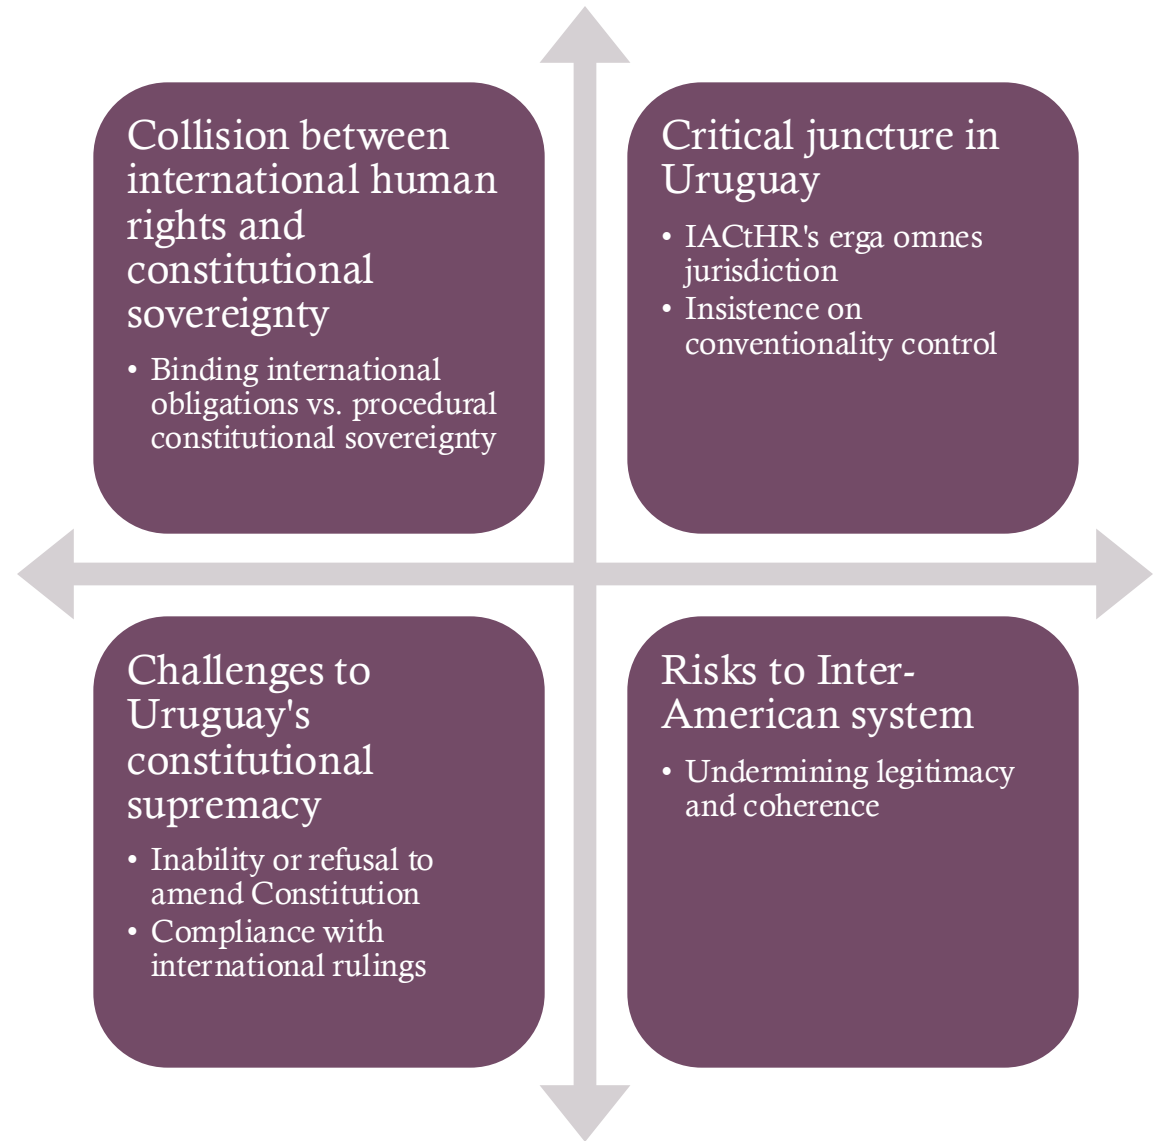 Collision between
international human
rights and
constitutional
sovereignty
• Binding international
obligations vs. procedural
constitutional sovereignty
Critical juncture in
Uruguay
• IACtHR's erga omnes
jurisdiction
• Insistence on
conventionality control
Challenges to
Uruguay's
constitutional
supremacy
• Inability or refusal to
amend Constitution
• Compliance with
international rulings
Risks to Inter-
American system
• Undermining legitimacy
and coherence